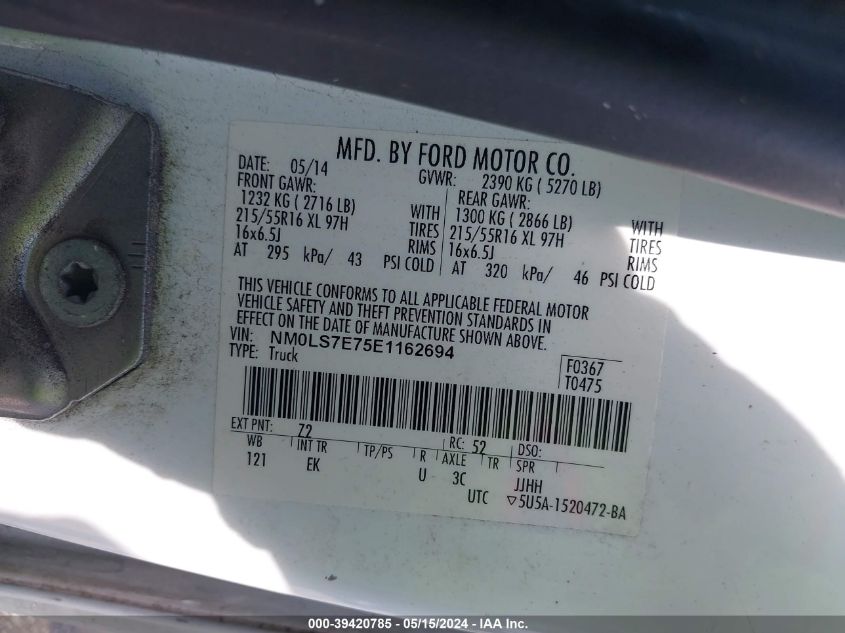 MFD. BY FORD MOTOR CO.
DATE: 05/14 GVWR: 2390 KG ( 5270 LB)
FRONT GAWR: REAR GAWR:
1232 KG ( 2716 LB) WITH 1300 KG ( 2866 LB) WITH
215/55R16 XL 97H TIRES 215/55R16 XL 97H TIRES
16x6.5J RIMS 16x6.5J RIMS
AT 295 kPa/ 43 PSI COLD AT 320 kPa/ 46 PSI COLD
THIS VEHICLE CONFORMS TO ALL APPLICABLE FEDERAL MOTOR
VEHICLE SAFETY AND THEFT PREVENTION STANDARDS IN
EFFECT ON THE DATE OF MANUFACTURE SHOWN ABOVE.
VIN: NM0LS7E75E1162694
TYPE: Truck
F0367
T0475
EXT PNT: 72 RC: 52 DSO:
WB INT TR TP/PS R AXLE TR SPR
121 EK U 3C JJHH
UTC ▽5U5A-1520472-BA
000-39420785 - 05/15/2024 - IAA Inc.